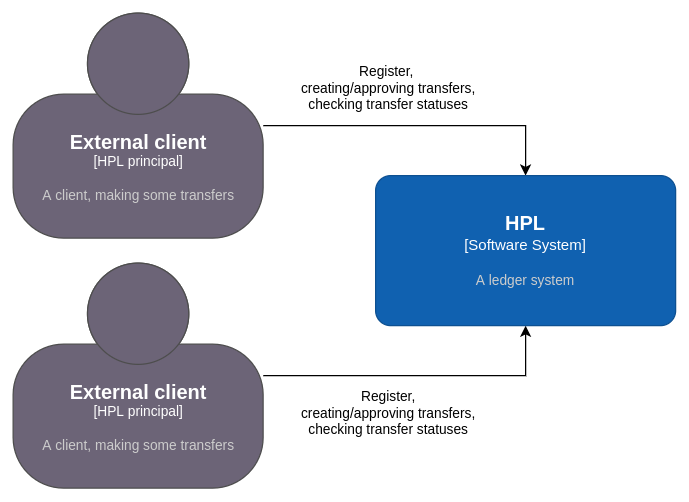 External client
[HPL principal]
A client, making some transfers
Register,
creating/approving transfers,
checking transfer statuses
HPL
[Software System]
A ledger system
External client
[HPL principal]
A client, making some transfers
Register,
creating/approving transfers,
checking transfer statuses